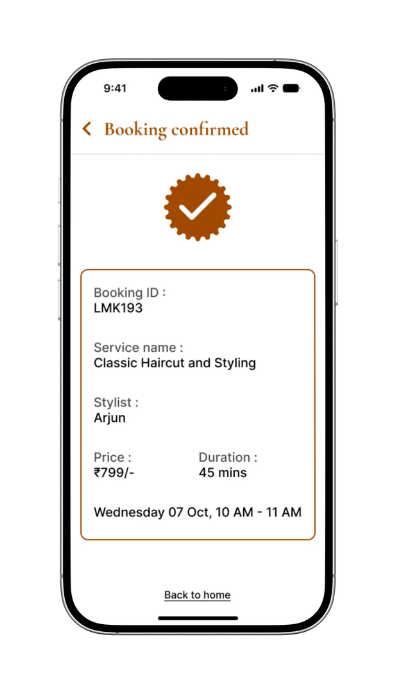 9:41
Booking confirmed
Booking ID :
LMK193
Service name :
Classic Haircut and Styling
Stylist :
Arjun
Price :
₹799/-
Duration :
45 mins
Wednesday 07 Oct, 10 AM - 11 AM
Back to home